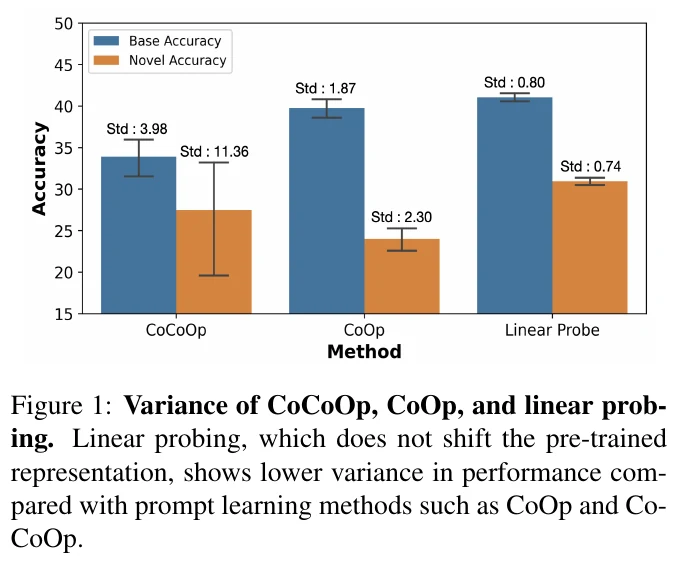 50
45
40
35
30
25
20
15
Accuracy
Base Accuracy
Novel Accuracy
Std : 3.98
Std : 11.36
Std : 1.87
Std : 2.30
Std : 0.80
Std : 0.74
CoCoOp
CoOp
Linear Probe
Method
Figure 1: Variance of CoCoOp, CoOp, and linear prob-
ing. Linear probing, which does not shift the pre-trained
representation, shows lower variance in performance com-
pared with prompt learning methods such as CoOp and Co-
CoOp.